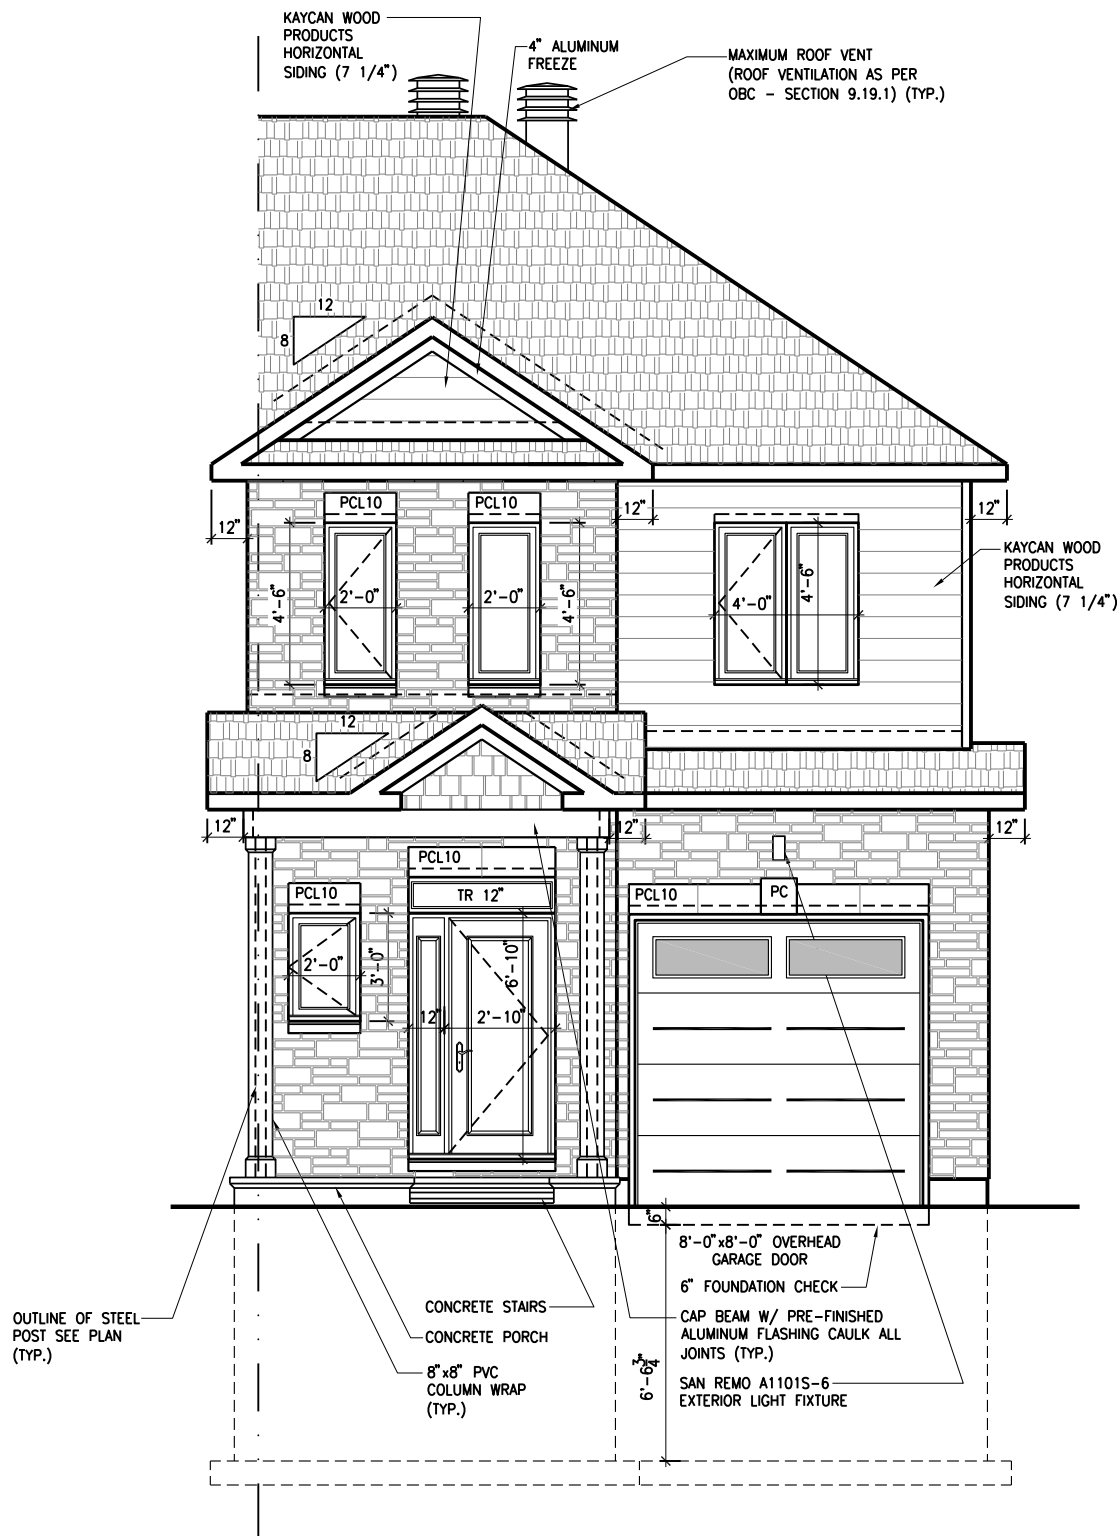 KAYCAN WOOD
PRODUCTS
HORIZONTAL
SIDING (7 1/4")
4" ALUMINUM
FREEZE
MAXIMUM ROOF VENT
(ROOF VENTILATION AS PER
OBC - SECTION 9.19.1) (TYP.)
12
8
PCL10
PCL10
12"
12"
12"
4'-6"
2'-0"
2'-0"
4'-6"
4'-0"
4'-6"
KAYCAN WOOD
PRODUCTS
HORIZONTAL
SIDING (7 1/4")
12
8
12"
12"
12"
PCL10
TR 12"
PCL10
PCL10
PC
2'-0"
3'-0"
6'-10"
12"
2'-10"
6"
8'-0"x8'-0" OVERHEAD
GARAGE DOOR
6" FOUNDATION CHECK
CAP BEAM W/ PRE-FINISHED
ALUMINUM FLASHING CAULK ALL
JOINTS (TYP.)
SAN REMO A1101S-6
EXTERIOR LIGHT FIXTURE
6'-6 3/4"
CONCRETE STAIRS
CONCRETE PORCH
8"x8" PVC
COLUMN WRAP
(TYP.)
OUTLINE OF STEEL
POST SEE PLAN
(TYP.)